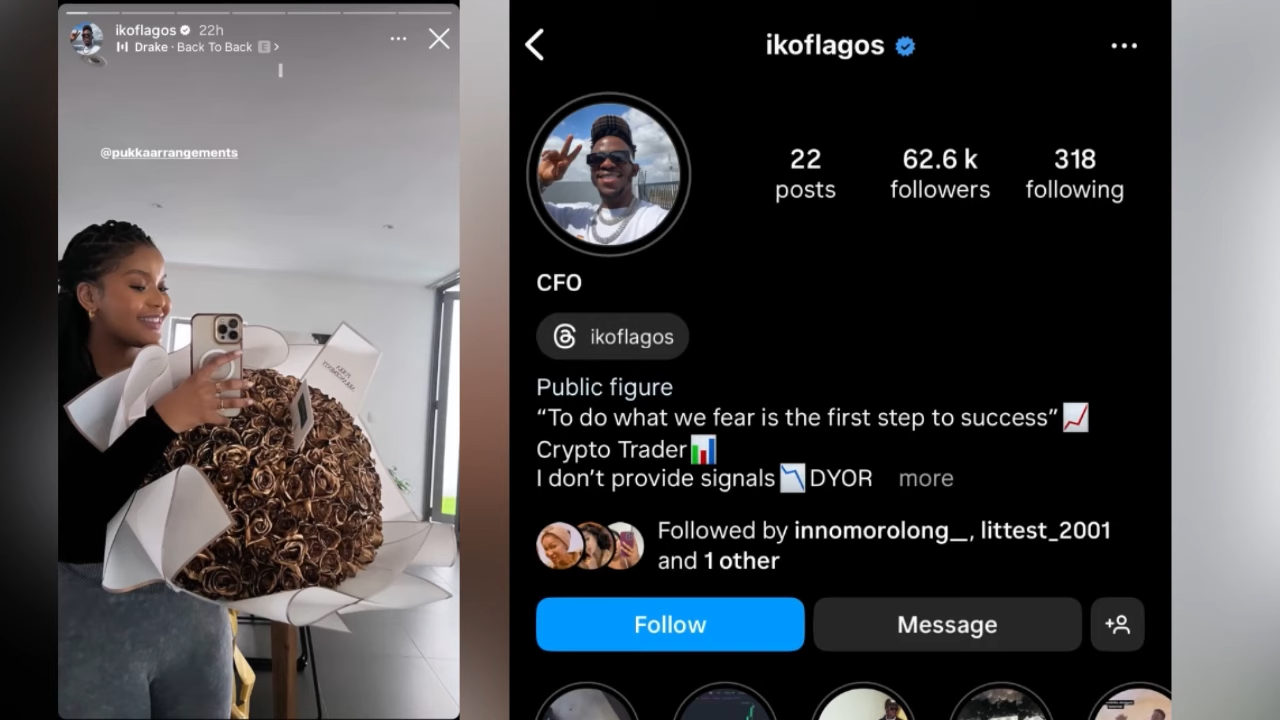 ikoflagos 22h
Drake · Back To Back E >
@pukkaarrangements
ikoflagos
22
posts
62.6 k
followers
318
following
CFO
ikoflagos
Public figure
“To do what we fear is the first step to success”
Crypto Trader
I don’t provide signals DYOR more
Followed by innomorolong__, littest_2001
and 1 other
Follow
Message